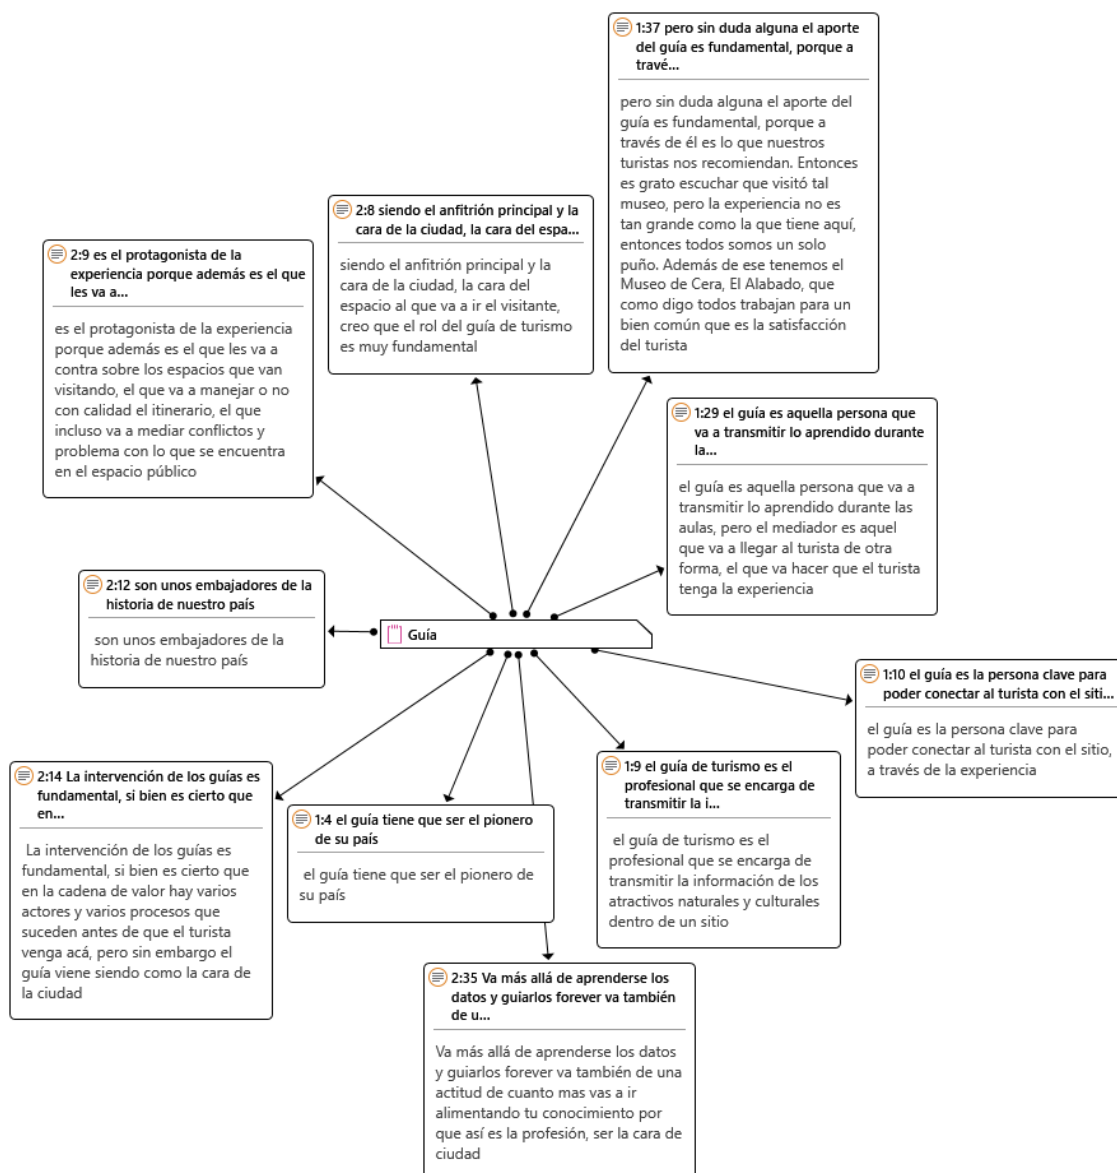 1:37 pero sin duda alguna el aporte
del guía es fundamental, porque a
travé...
pero sin duda alguna el aporte del
guía es fundamental, porque a
través de él es lo que nuestros
turistas nos recomiendan. Entonces
es grato escuchar que visitó tal
museo, pero la experiencia no es
tan grande como la que tiene aquí,
entonces todos somos un solo
puño. Además de ese tenemos el
Museo de Cera, El Alabado, que
como digo todos trabajan para un
bien común que es la satisfacción
del turista
2:8 siendo el anfitrión principal y la
cara de la ciudad, la cara del espa...
siendo el anfitrión principal y la
cara de la ciudad, la cara del
espacio al que va a ir el visitante,
creo que el rol del guía de turismo
es muy fundamental
2:9 es el protagonista de la
experiencia porque además es el que
les va a...
es el protagonista de la experiencia
porque además es el que les va a
contra sobre los espacios que van
visitando, el que va a manejar o no
con calidad el itinerario, el que
incluso va a mediar conflictos y
problema con lo que se encuentra
en el espacio público
1:29 el guía es aquella persona que
va a transmitir lo aprendido durante
la...
el guía es aquella persona que va a
transmitir lo aprendido durante las
aulas, pero el mediador es aquel
que va a llegar al turista de otra
forma, el que va hacer que el turista
tenga la experiencia
2:12 son unos embajadores de la
historia de nuestro país
son unos embajadores de la
historia de nuestro país
Guía
1:10 el guía es la persona clave para
poder conectar al turista con el siti...
el guía es la persona clave para
poder conectar al turista con el sitio,
a través de la experiencia
2:14 La intervención de los guías es
fundamental, si bien es cierto que
en...
La intervención de los guías es
fundamental, si bien es cierto que
en la cadena de valor hay varios
actores y varios procesos que
suceden antes de que el turista
venga acá, pero sin embargo el
guía viene siendo como la cara de
la ciudad
1:4 el guía tiene que ser el pionero
de su país
el guía tiene que ser el pionero de
su país
1:9 el guía de turismo es el
profesional que se encarga de
transmitir la i...
el guía de turismo es el
profesional que se encarga de
transmitir la información de los
atractivos naturales y culturales
dentro de un sitio
2:35 Va más allá de aprenderse los
datos y guiarlos forever va también
de u...
Va más allá de aprenderse los datos
y guiarlos forever va también de una
actitud de cuanto mas vas a ir
alimentando tu conocimiento por
que así es la profesión, ser la cara de
ciudad